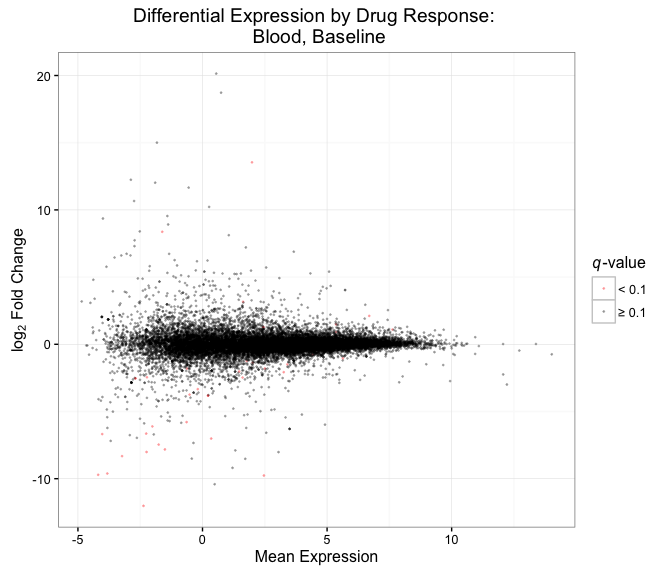 Differential Expression by Drug Response:
Blood, Baseline
log2 Fold Change
20
10
0
-10
-5
0
5
10
Mean Expression
q-value
< 0.1
≥ 0.1